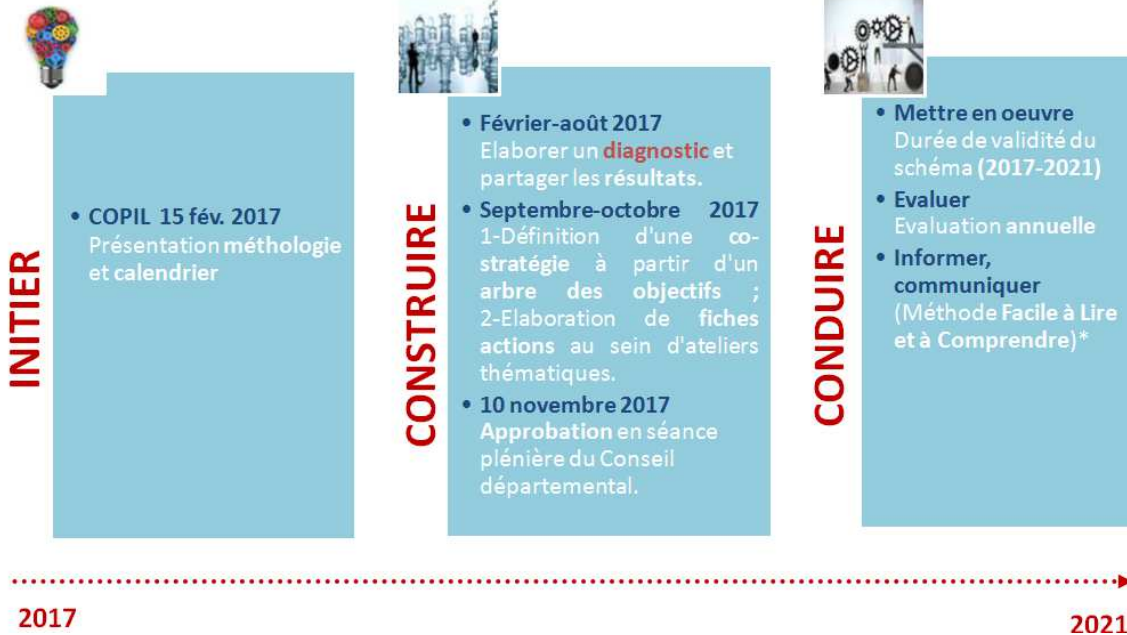 INITIER
• COPIL 15 fév. 2017
Présentation méthologie
et calendrier
CONSTRUIRE
• Février-août 2017
Elaborer un diagnostic et
partager les résultats.
• Septembre-octobre 2017
1-Définition d'une co-
stratégie à partir d'un
arbre des objectifs ;
2-Elaboration de fiches
actions au sein d'ateliers
thématiques.
• 10 novembre 2017
Approbation en séance
plénière du Conseil
départemental.
CONDUIRE
• Mettre en oeuvre
Durée de validité du
schéma (2017-2021)
• Evaluer
Evaluation annuelle
• Informer,
communiquer
(Méthode Facile à Lire
et à Comprendre)*
2017
2021